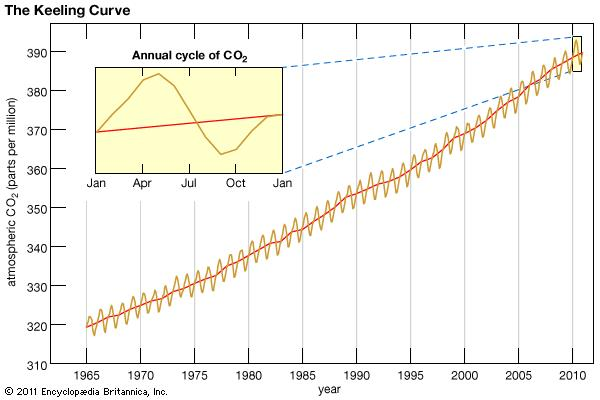 The Keeling Curve
Annual cycle of CO₂
Jan Apr Jul Oct Jan
atmospheric CO₂ (parts per million)
390
380
370
360
350
340
330
320
310
1965 1970 1975 1980 1985 1990 1995 2000 2005 2010
year
© 2011 Encyclopædia Britannica, Inc.